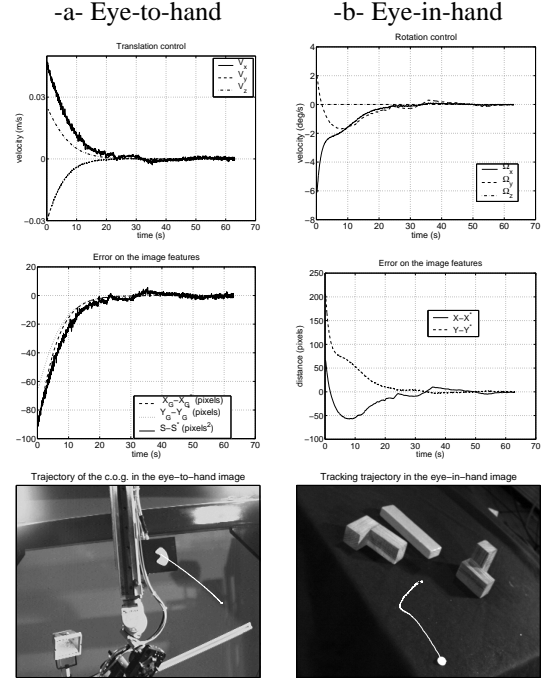 -a- Eye-to-hand
Translation control
V_x
V_y
V_z
0.03
0
−0.03
velocity (m/s)
0 10 20 30 40 50 60 70
time (s)
Error on the image features
20
0
−20
−40
−60
−80
−100
0 10 20 30 40 50 60 70
time (s)
X_G−X_G^* (pixels)
Y_G−Y_G^* (pixels)
S−S^* (pixels²)
Trajectory of the c.o.g. in the eye−to−hand image
-b- Eye-in-hand
Rotation control
4
2
0
−2
−4
−6
−8
velocity (deg/s)
Ω_x
Ω_y
Ω_z
0 10 20 30 40 50 60 70
time (s)
Error on the image features
250
200
150
100
50
0
−50
−100
distance (pixels)
X−X^*
Y−Y^*
0 10 20 30 40 50 60 70
time (s)
Tracking trajectory in the eye−in−hand image